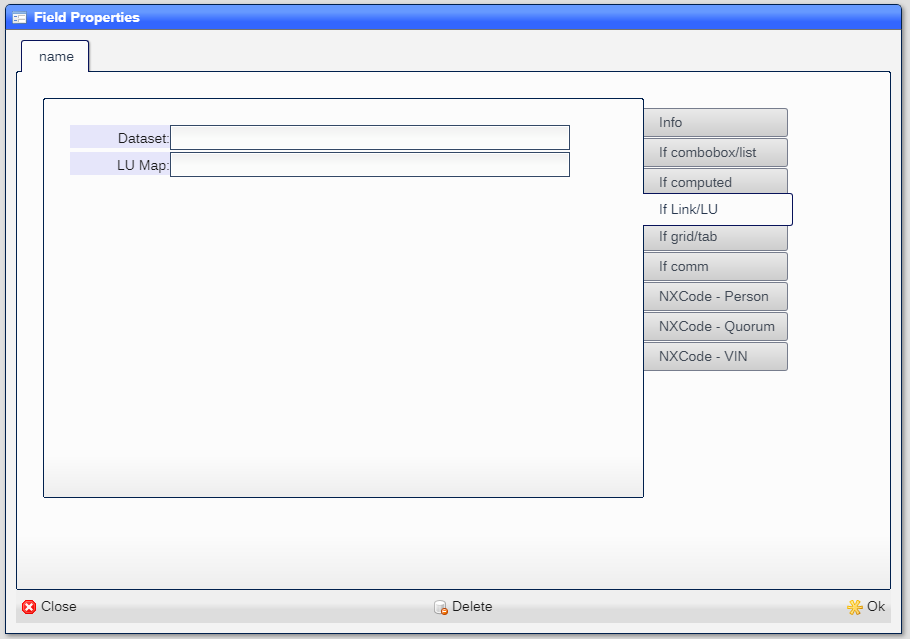 Field Properties
name
Dataset:
LU Map:
Info
If combobox/list
If computed
If Link/LU
If grid/tab
If comm
NXCode - Person
NXCode - Quorum
NXCode - VIN
Close
Delete
Ok